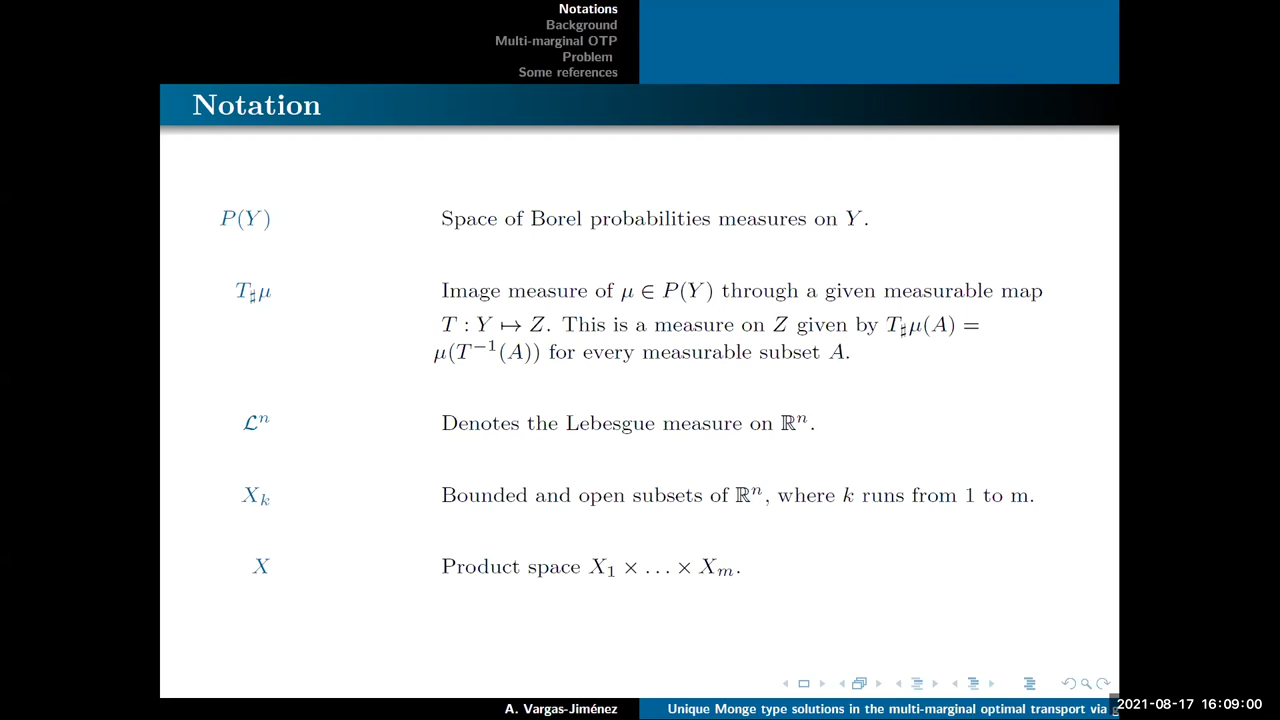 Notations
Background
Multi-marginal OTP
Problem
Some references
Notation
P(Y) Space of Borel probabilities measures on Y.
T♯μ Image measure of μ ∈ P(Y) through a given measurable map
T : Y ↦ Z. This is a measure on Z given by T♯μ(A) =
μ(T⁻¹(A)) for every measurable subset A.
ℒⁿ Denotes the Lebesgue measure on ℝⁿ.
Xₖ Bounded and open subsets of ℝⁿ, where k runs from 1 to m.
X Product space X₁ × … × Xₘ.
A. Vargas-Jiménez Unique Monge type solutions in the multi-marginal optimal transport via g
2021-08-17 16:09:00